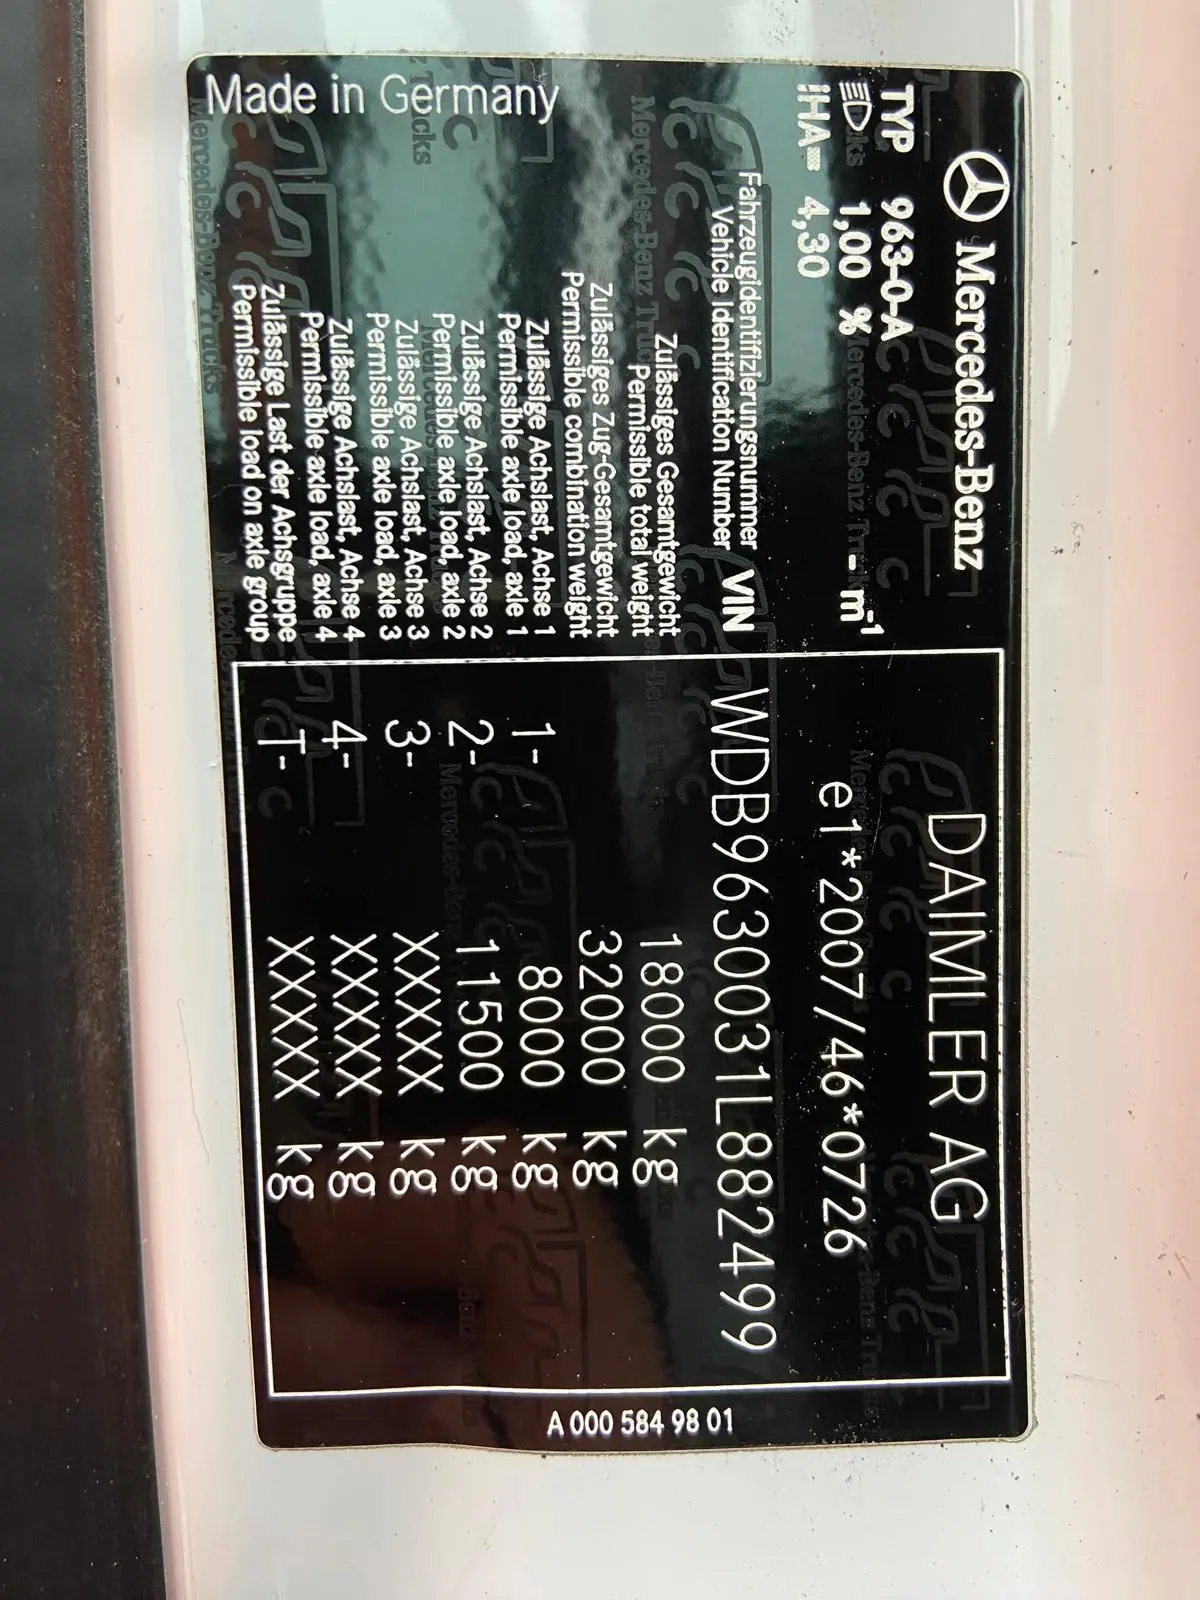 Mercedes-Benz
DAIMLER AG
TYP 963-0-A
1,00 % - m-1
e1*2007/46*0726
iHA= 4,30
Fahrzeugidentifizierungsnummer
Vehicle Identification Number VIN
WDB9630031L882499
Zulässiges Gesamtgewicht
Permissible total weight
18000 kg
Zulässiges Zug-Gesamtgewicht
Permissible combination weight
32000 kg
Zulässige Achslast, Achse 1
Permissible axle load, axle 1
1- 8000 kg
Zulässige Achslast, Achse 2
Permissible axle load, axle 2
2- 11500 kg
Zulässige Achslast, Achse 3
Permissible axle load, axle 3
3- XXXXX kg
Zulässige Achslast, Achse 4
Permissible axle load, axle 4
4- XXXXX kg
Zulässige Last der Achsgruppe
Permissible load on axle group
T- XXXXX kg
Made in Germany
A 000 584 98 01